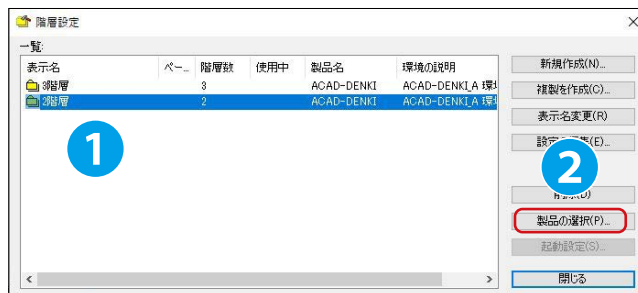 階層設定
一覧:
表示名 ペー... 階層数 使用中 製品名 環境の説明
3階層 3 ACAD-DENKI ACAD-DENKI_A 環境
2階層 2 ACAD-DENKI ACAD-DENKI_A 環境
1
新規作成(N)...
複製を作成(C)...
表示名変更(R)
2
製品の選択(P)...
起動設定(S)...
閉じる